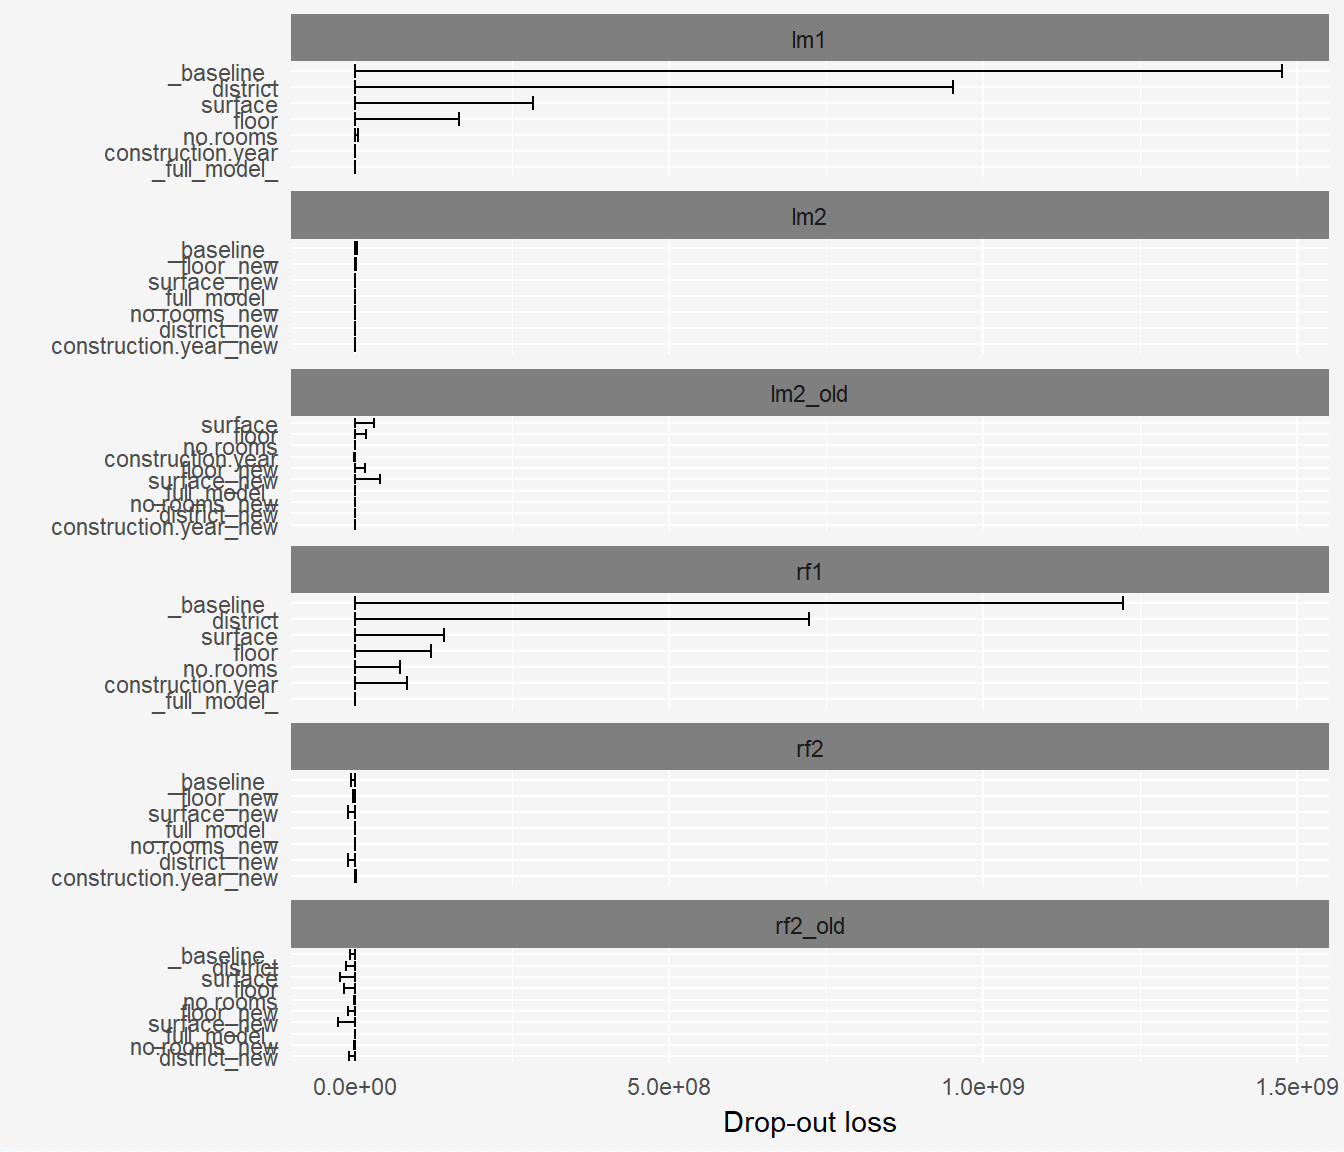 lm1
_baseline_
district
surface
floor
no.rooms
construction.year
_full_model_
lm2
_baseline_
floor_new
surface_new
_full_model_
no.rooms_new
district_new
construction.year_new
lm2_old
surface
floor
no.rooms
construction.year
floor_new
surface_new
_full_model_
no.rooms_new
district_new
construction.year_new
rf1
_baseline_
district
surface
floor
no.rooms
construction.year
_full_model_
rf2
_baseline_
floor_new
surface_new
_full_model_
no.rooms_new
district_new
construction.year_new
rf2_old
_baseline_
district
surface
floor
no.rooms
floor_new
surface_new
_full_model_
no.rooms_new
district_new
0.0e+00 5.0e+08 1.0e+09 1.5e+09
Drop-out loss